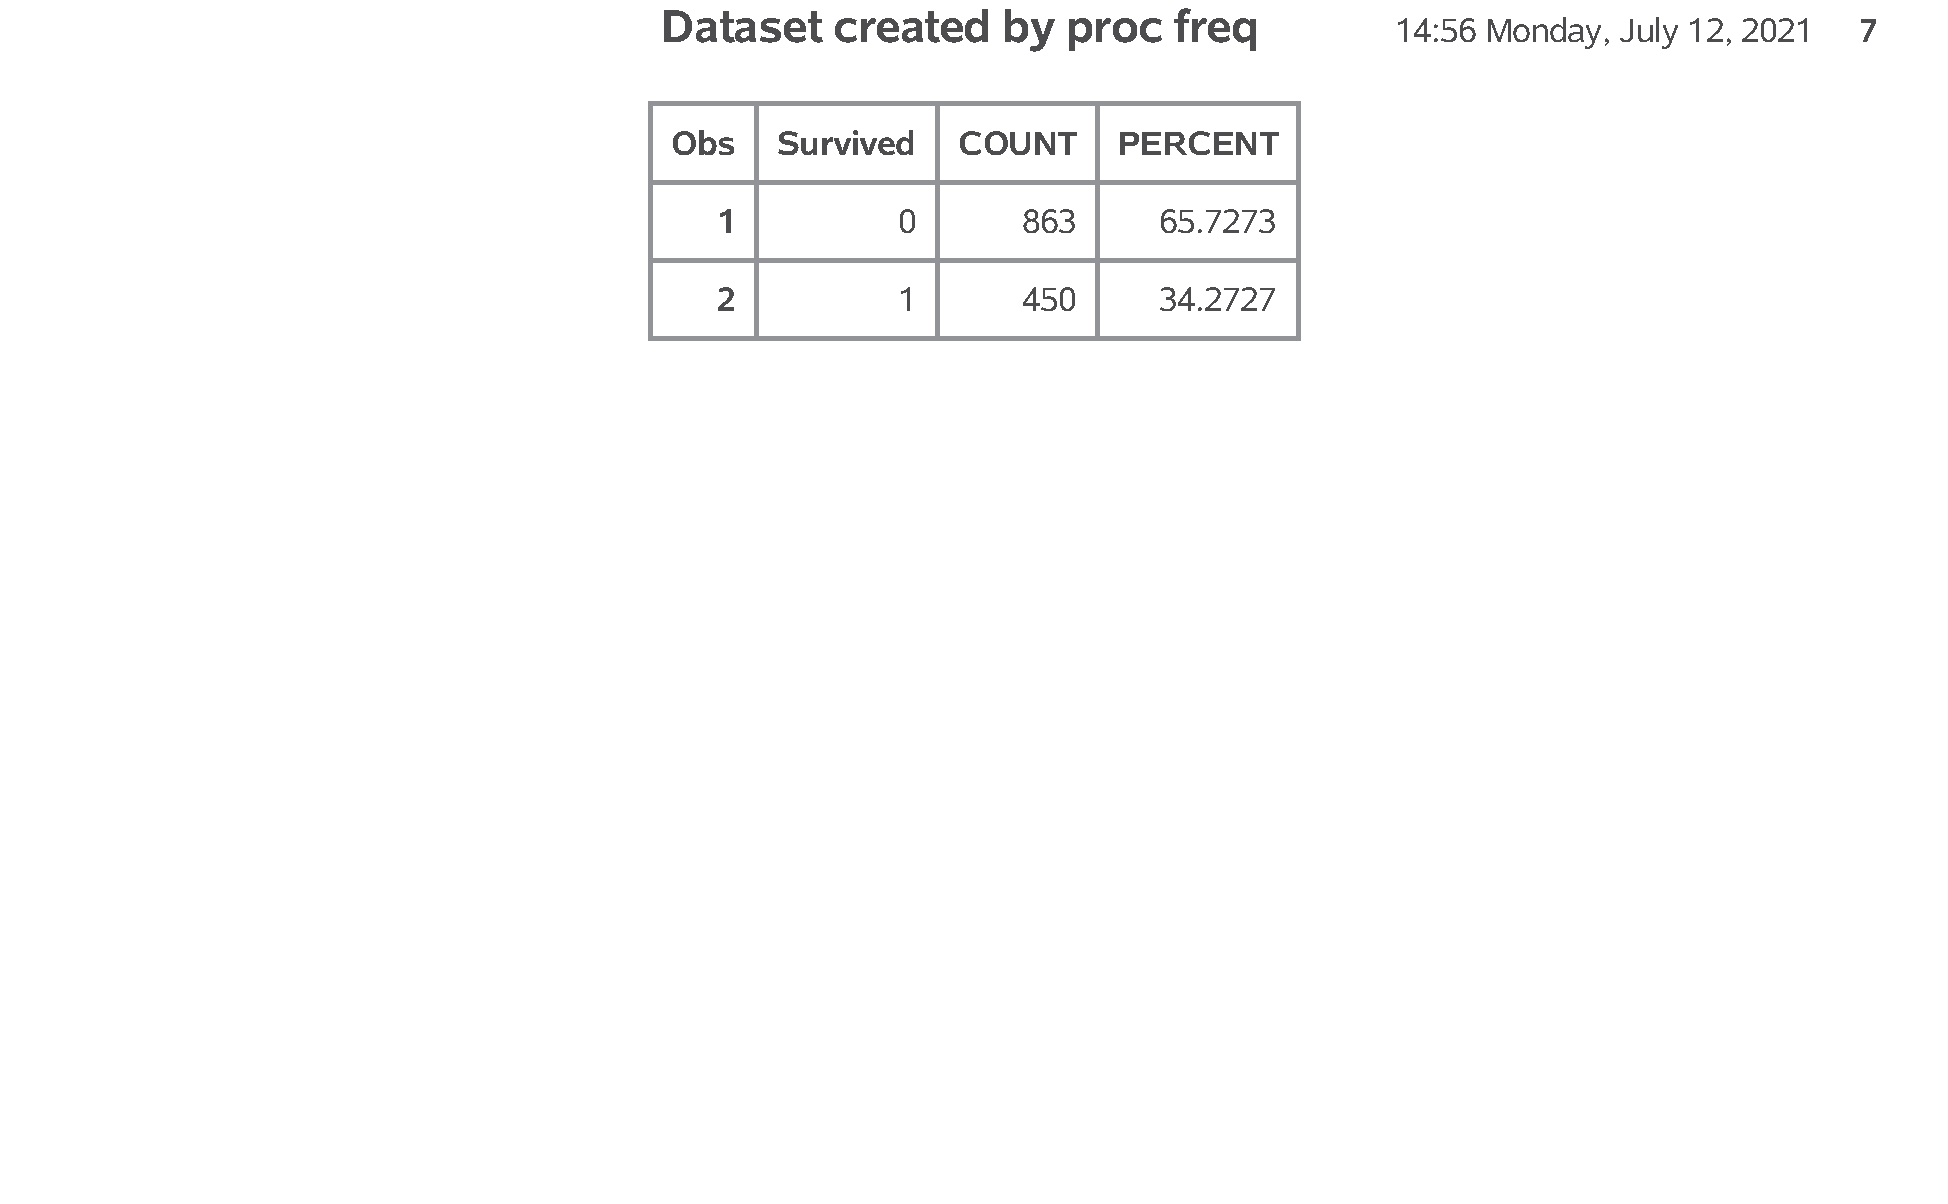 Dataset created by proc freq 14:56 Monday, July 12, 2021 7
Obs Survived COUNT PERCENT
1 0 863 65.7273
2 1 450 34.2727